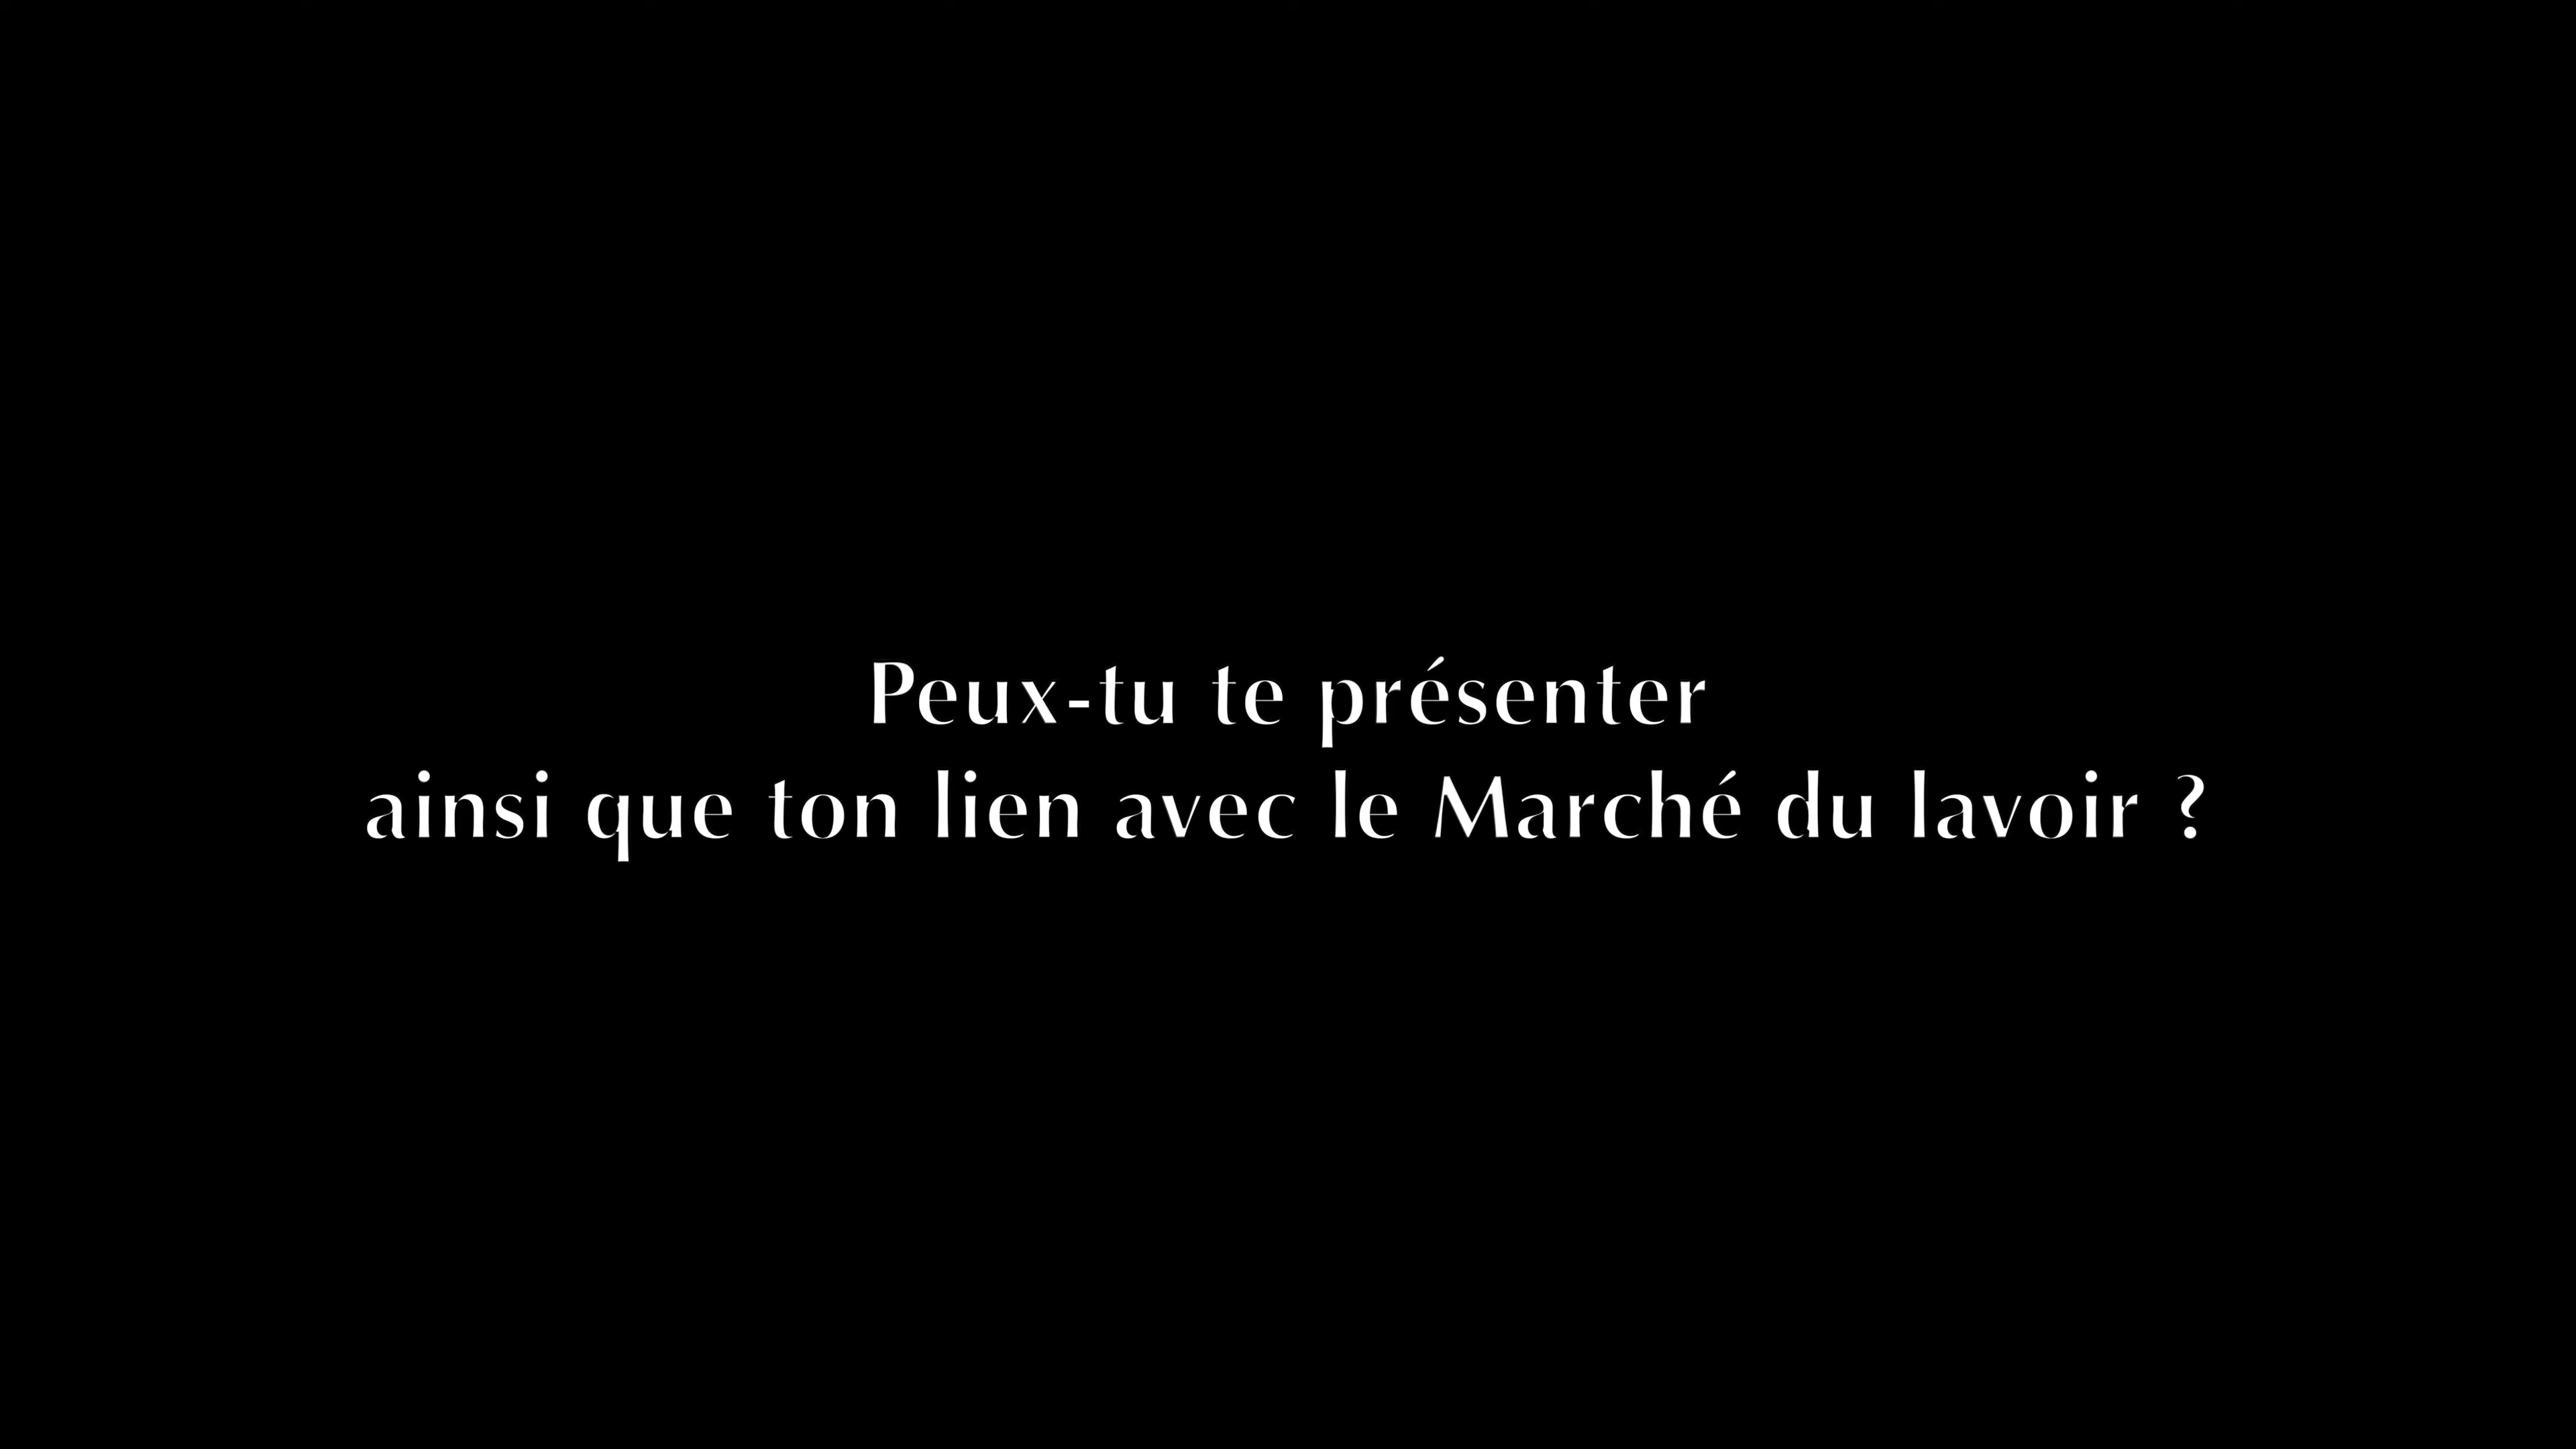 Peux-tu te présenter
ainsi que ton lien avec le Marché du lavoir ?